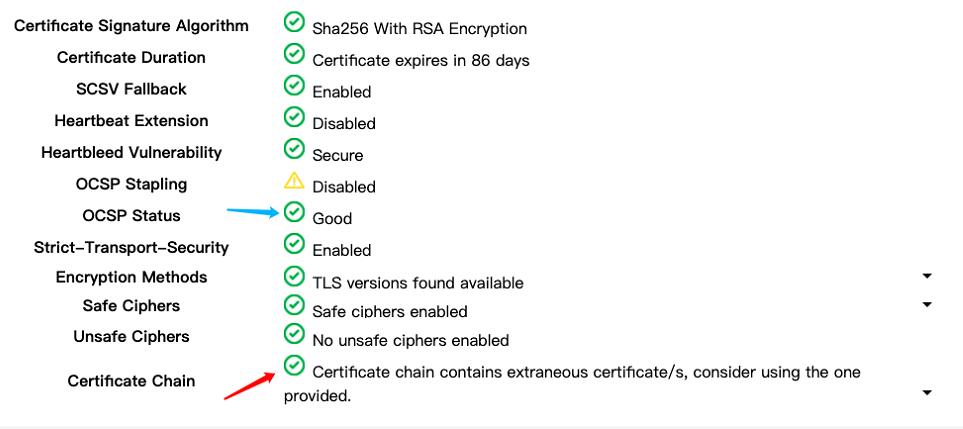 Certificate Signature Algorithm Sha256 With RSA Encryption
Certificate Duration Certificate expires in 86 days
SCSV Fallback Enabled
Heartbeat Extension Disabled
Heartbleed Vulnerability Secure
OCSP Stapling Disabled
OCSP Status Good
Strict-Transport-Security Enabled
Encryption Methods TLS versions found available
Safe Ciphers Safe ciphers enabled
Unsafe Ciphers No unsafe ciphers enabled
Certificate Chain Certificate chain contains extraneous certificate/s, consider using the one
provided.